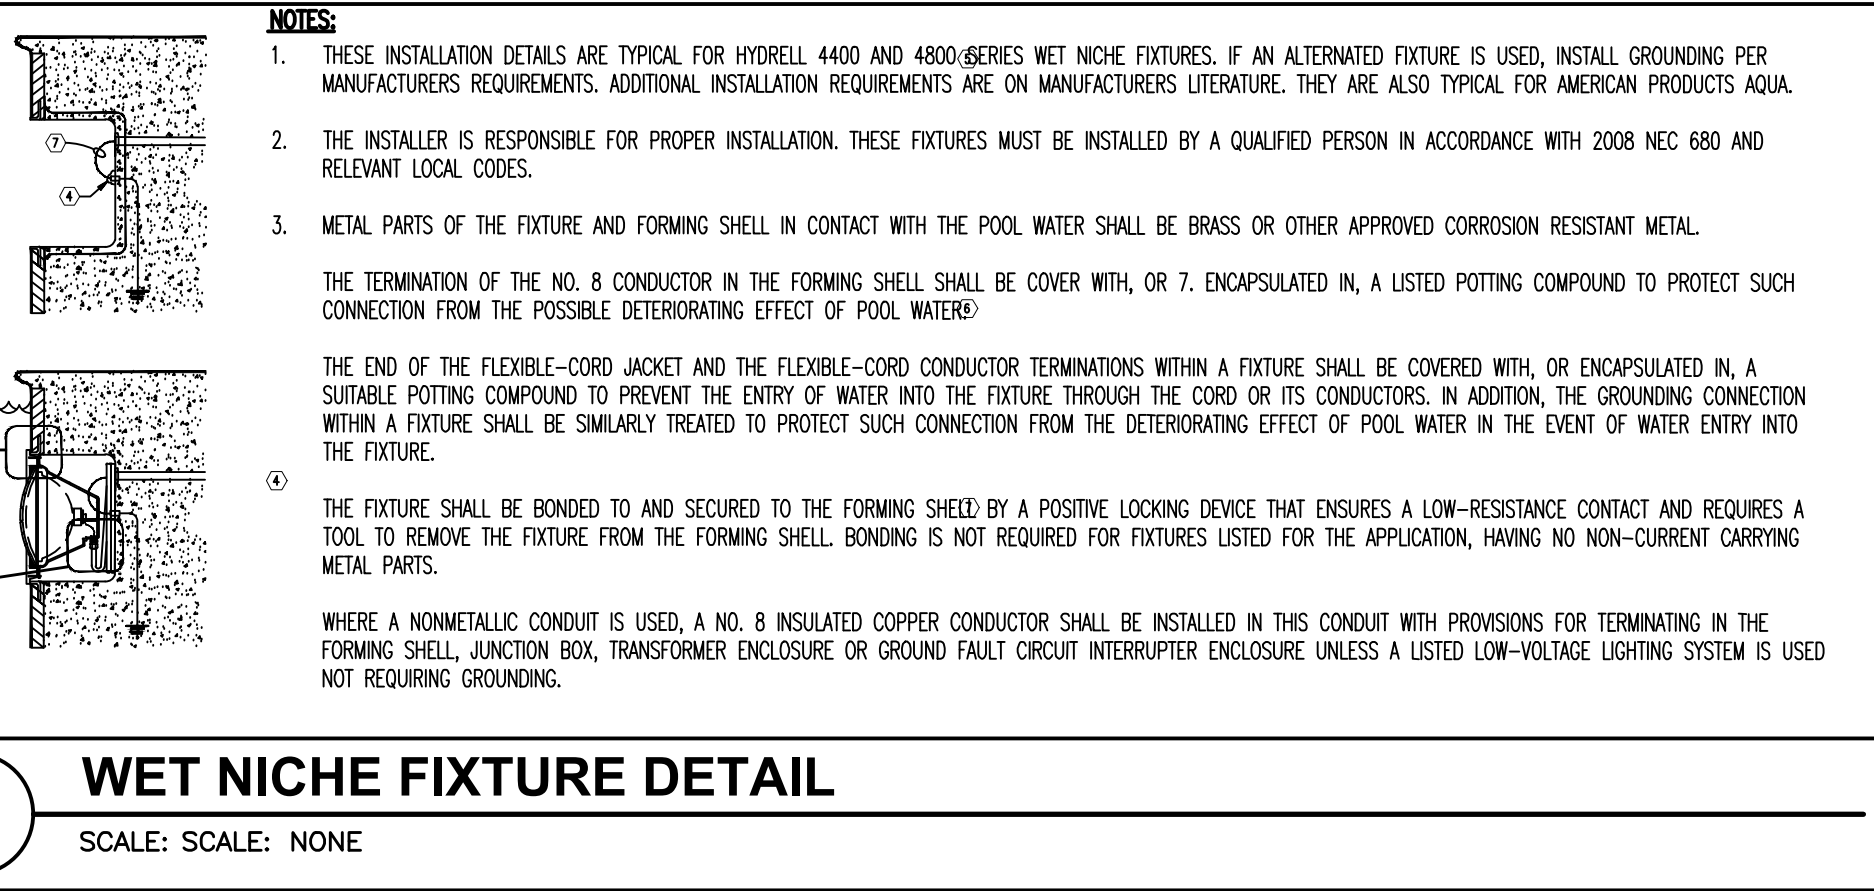 NOTES:
1. THESE INSTALLATION DETAILS ARE TYPICAL FOR HYDRELL 4400 AND 4800 SERIES WET NICHE FIXTURES. IF AN ALTERNATED FIXTURE IS USED, INSTALL GROUNDING PER
5
MANUFACTURERS REQUIREMENTS. ADDITIONAL INSTALLATION REQUIREMENTS ARE ON MANUFACTURERS LITERATURE. THEY ARE ALSO TYPICAL FOR AMERICAN PRODUCTS AQUA.
7
2. THE INSTALLER IS RESPONSIBLE FOR PROPER INSTALLATION. THESE FIXTURES MUST BE INSTALLED BY A QUALIFIED PERSON IN ACCORDANCE WITH 2008 NEC 680 AND
RELEVANT LOCAL CODES.
4
3. METAL PARTS OF THE FIXTURE AND FORMING SHELL IN CONTACT WITH THE POOL WATER SHALL BE BRASS OR OTHER APPROVED CORROSION RESISTANT METAL.
THE TERMINATION OF THE NO. 8 CONDUCTOR IN THE FORMING SHELL SHALL BE COVER WITH, OR 7. ENCAPSULATED IN, A LISTED POTTING COMPOUND TO PROTECT SUCH
CONNECTION FROM THE POSSIBLE DETERIORATING EFFECT OF POOL WATER.
6
THE END OF THE FLEXIBLE-CORD JACKET AND THE FLEXIBLE-CORD CONDUCTOR TERMINATIONS WITHIN A FIXTURE SHALL BE COVERED WITH, OR ENCAPSULATED IN, A
SUITABLE POTTING COMPOUND TO PREVENT THE ENTRY OF WATER INTO THE FIXTURE THROUGH THE CORD OR ITS CONDUCTORS. IN ADDITION, THE GROUNDING CONNECTION
WITHIN A FIXTURE SHALL BE SIMILARLY TREATED TO PROTECT SUCH CONNECTION FROM THE DETERIORATING EFFECT OF POOL WATER IN THE EVENT OF WATER ENTRY INTO
THE FIXTURE.
4
THE FIXTURE SHALL BE BONDED TO AND SECURED TO THE FORMING SHELL BY A POSITIVE LOCKING DEVICE THAT ENSURES A LOW-RESISTANCE CONTACT AND REQUIRES A
7
TOOL TO REMOVE THE FIXTURE FROM THE FORMING SHELL. BONDING IS NOT REQUIRED FOR FIXTURES LISTED FOR THE APPLICATION, HAVING NO NON-CURRENT CARRYING
METAL PARTS.
WHERE A NONMETALLIC CONDUIT IS USED, A NO. 8 INSULATED COPPER CONDUCTOR SHALL BE INSTALLED IN THIS CONDUIT WITH PROVISIONS FOR TERMINATING IN THE
FORMING SHELL, JUNCTION BOX, TRANSFORMER ENCLOSURE OR GROUND FAULT CIRCUIT INTERRUPTER ENCLOSURE UNLESS A LISTED LOW-VOLTAGE LIGHTING SYSTEM IS USED
NOT REQUIRING GROUNDING.
WET NICHE FIXTURE DETAIL
SCALE: SCALE: NONE